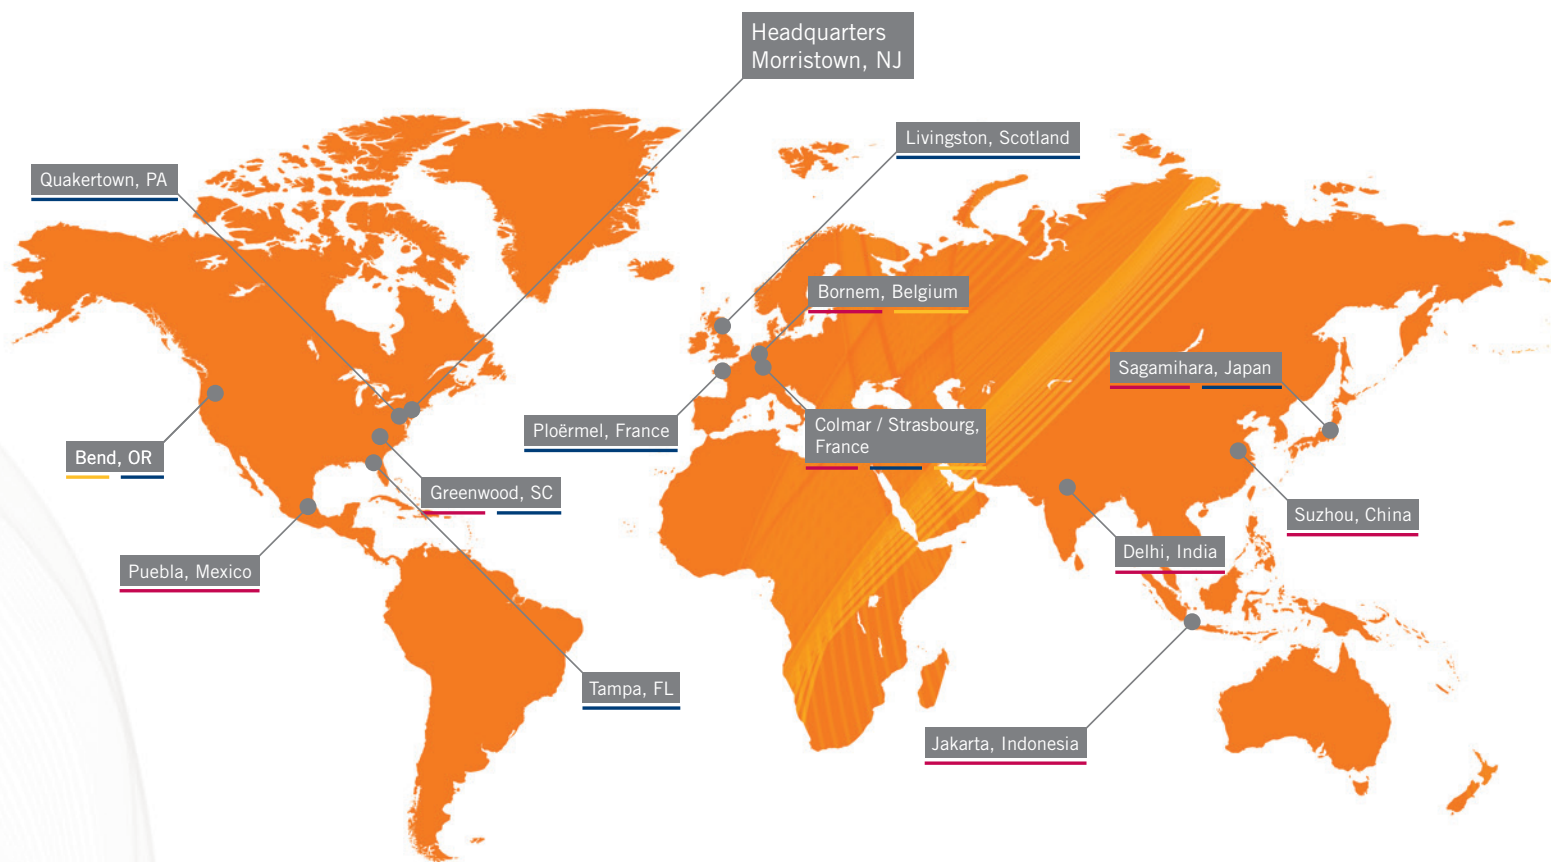 Headquarters
Morristown, NJ
Livingston, Scotland
Quakertown, PA
Bornem, Belgium
Sagamihara, Japan
Ploërmel, France
Colmar / Strasbourg,
France
Bend, OR
Greenwood, SC
Suzhou, China
Delhi, India
Puebla, Mexico
Tampa, FL
Jakarta, Indonesia